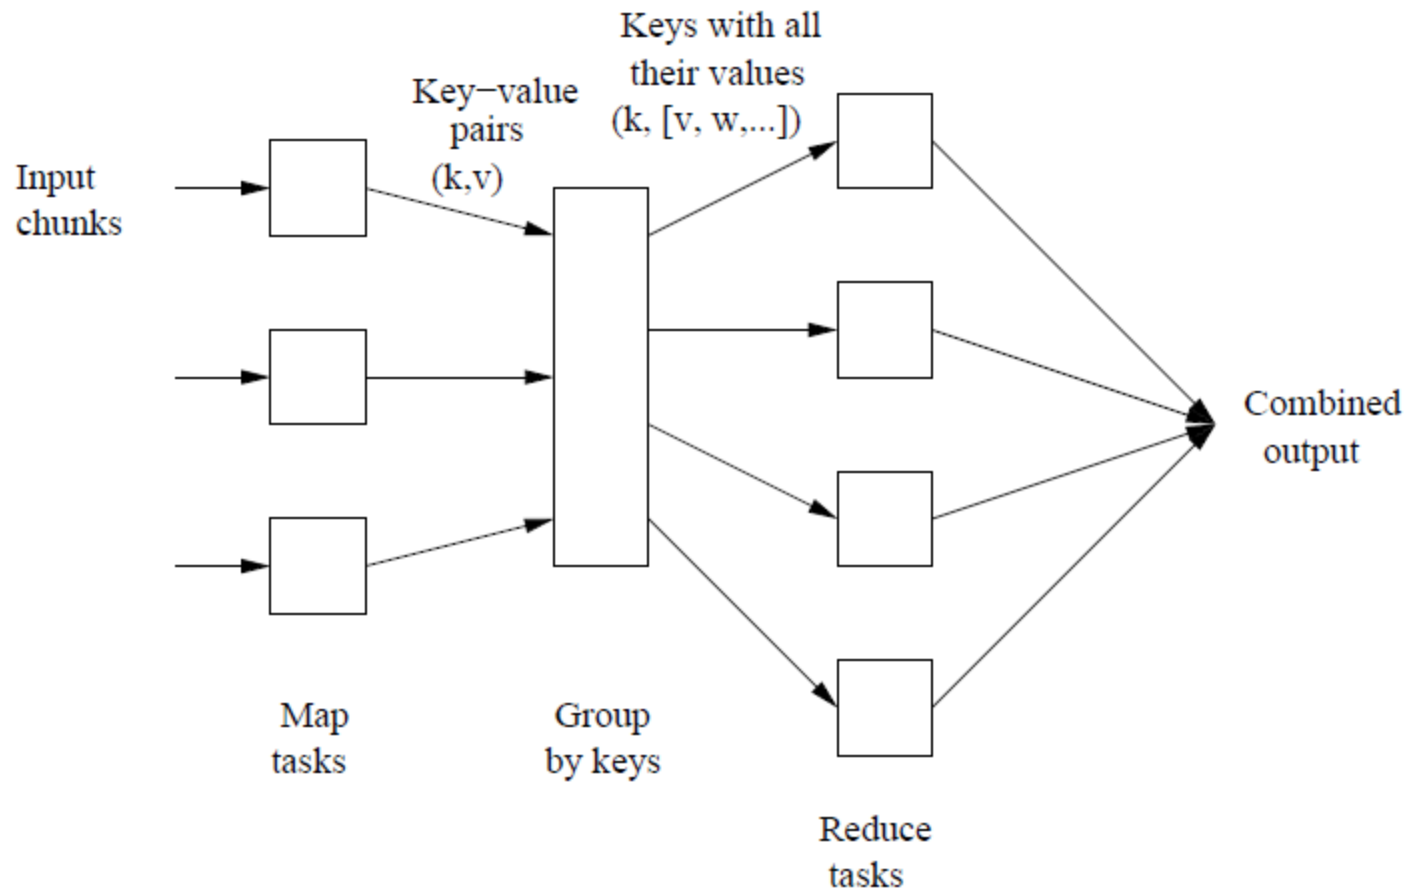 Keys with all
their values
(k, [v, w,...])
Key−value
pairs
(k,v)
Input
chunks
Combined
output
Map
tasks
Group
by keys
Reduce
tasks